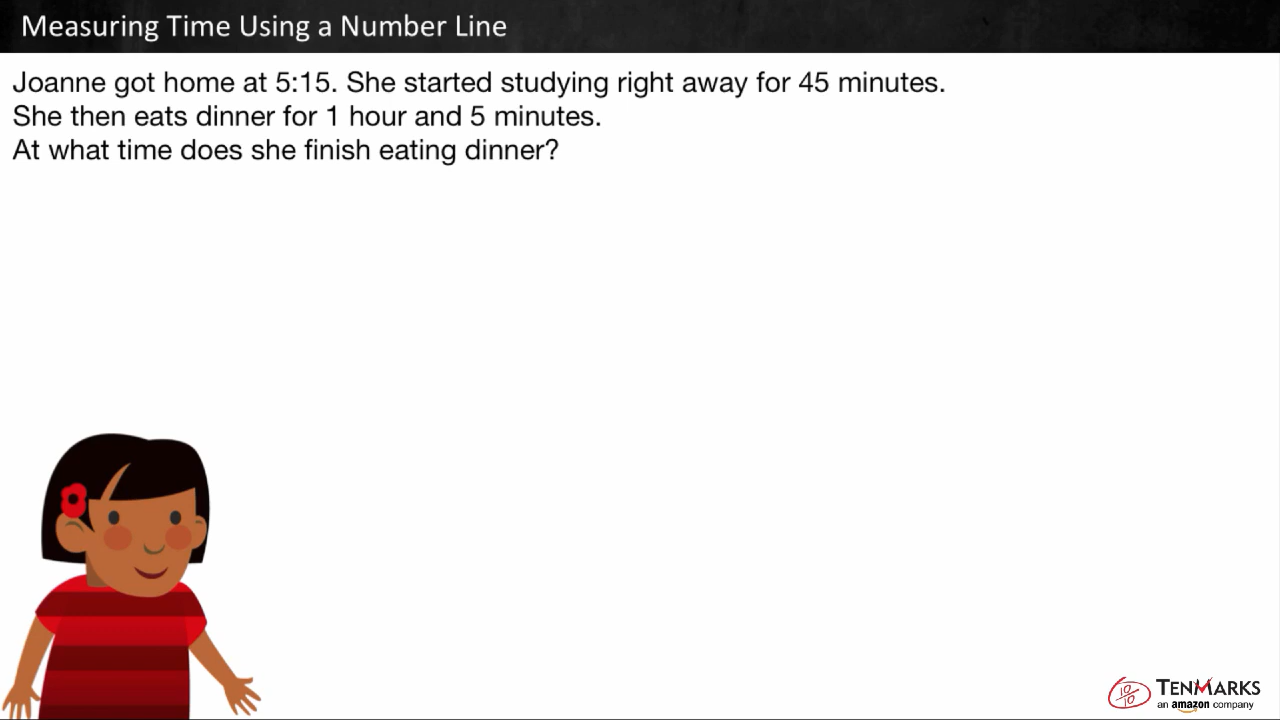 Measuring Time Using a Number Line
Joanne got home at 5:15. She started studying right away for 45 minutes.
She then eats dinner for 1 hour and 5 minutes.
At what time does she finish eating dinner?
10/10 TENMARKS
an amazon company